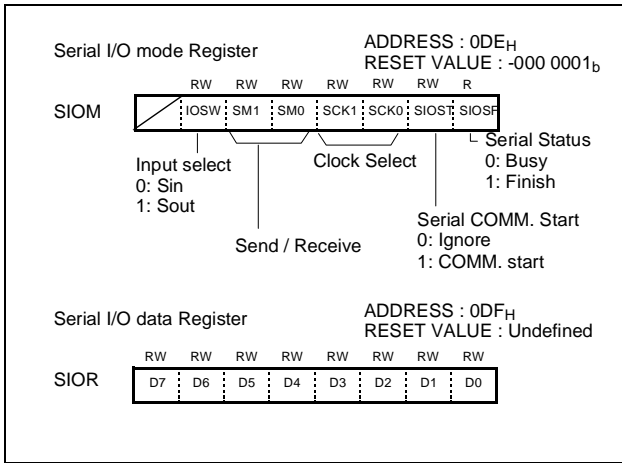 Serial I/O mode Register
ADDRESS : 0DEH
RESET VALUE : -000 0001b
RW RW RW RW RW RW R
SIOM IOSW SM1 SM0 SCK1 SCK0 SIOST SIOSF
Input select
0: Sin
1: Sout
Send / Receive
Clock Select
Serial Status
0: Busy
1: Finish
Serial COMM. Start
0: Ignore
1: COMM. start
Serial I/O data Register
ADDRESS : 0DFH
RESET VALUE : Undefined
RW RW RW RW RW RW RW RW
SIOR D7 D6 D5 D4 D3 D2 D1 D0